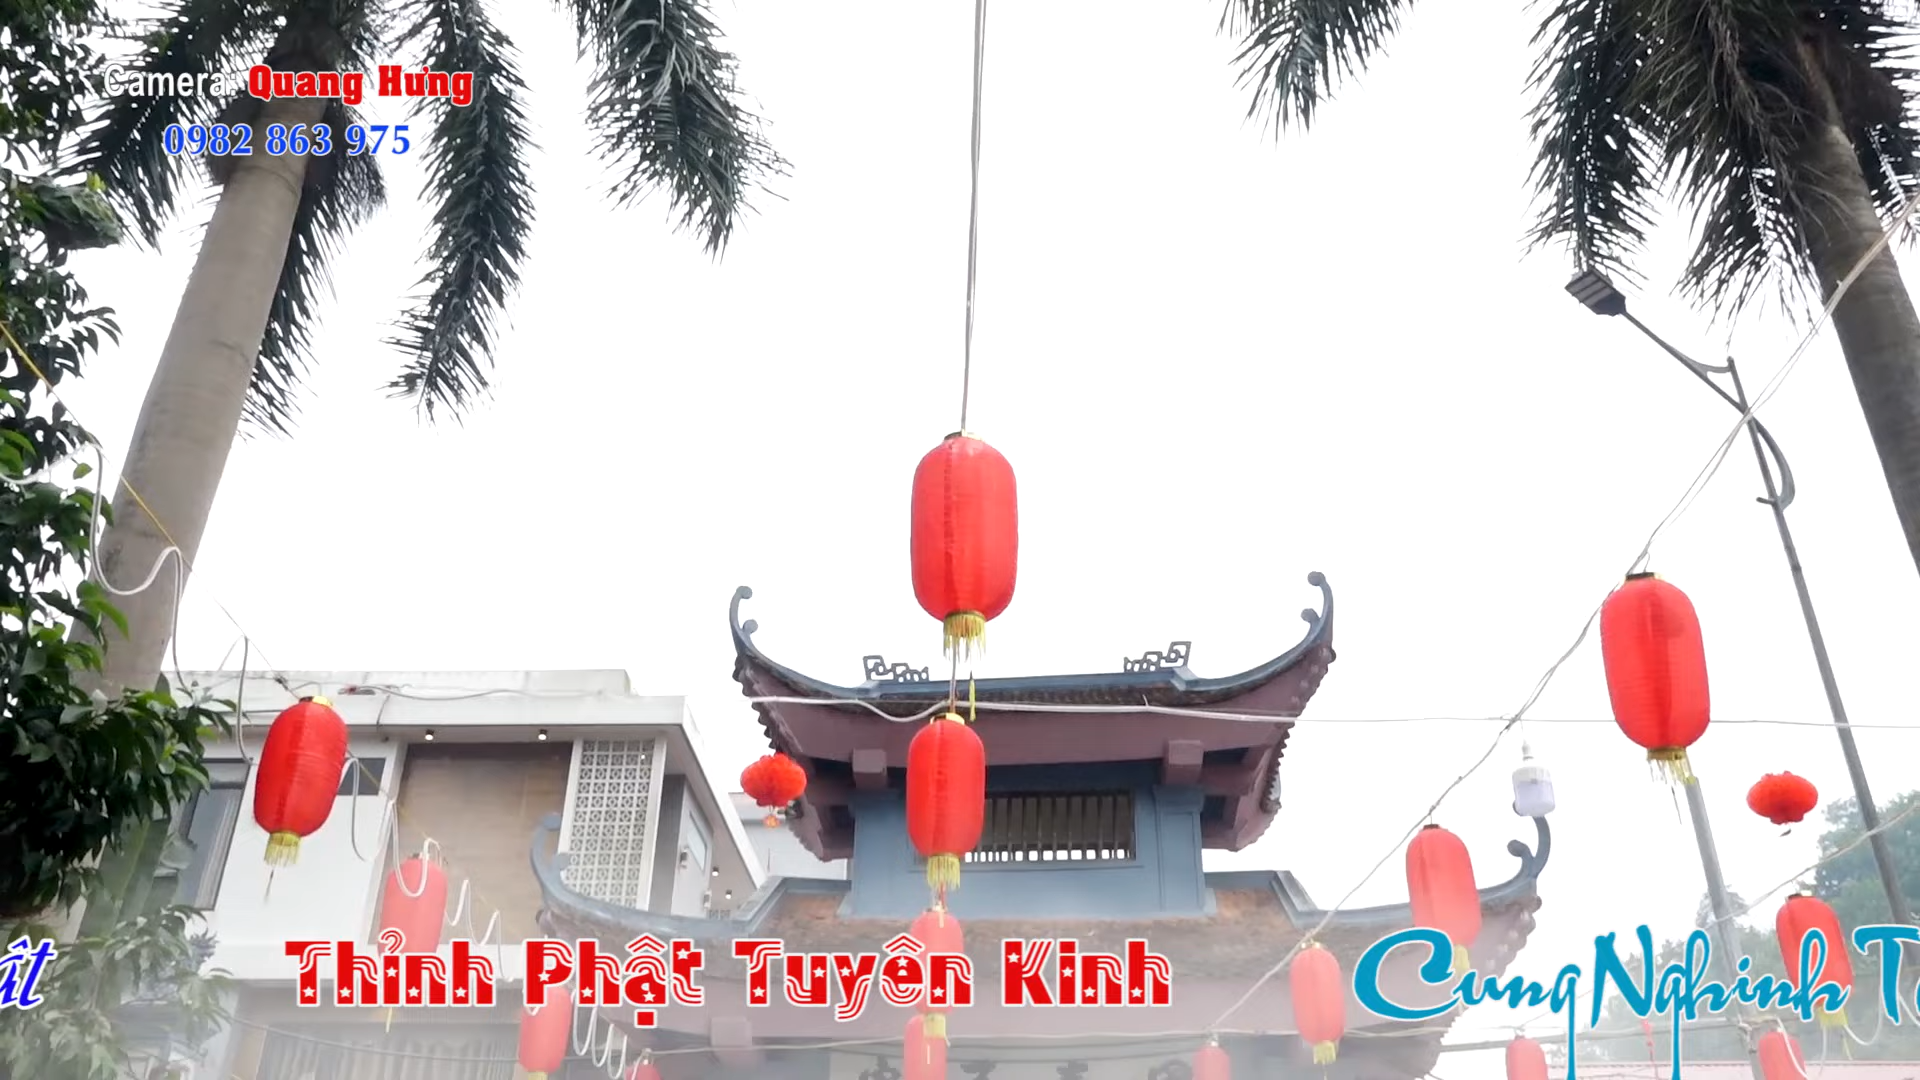 Camera: Quang Hưng
0982 863 975
Thỉnh Phật Tuyên Kinh
Cung Nghinh